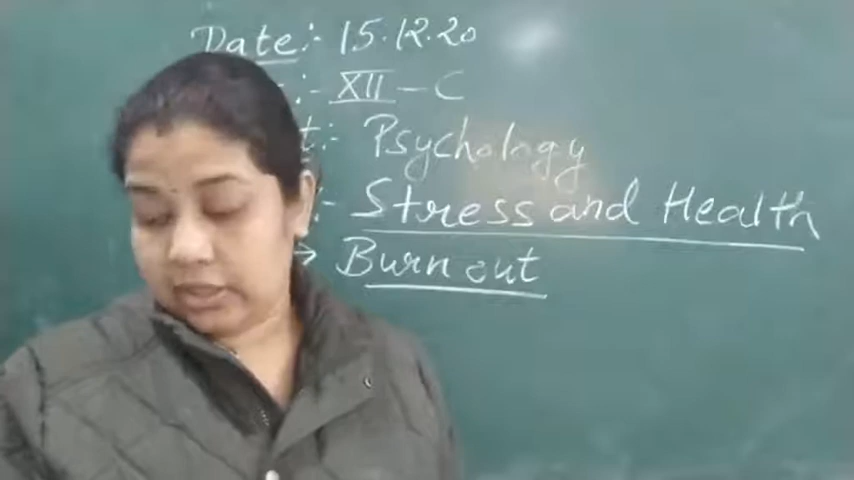 Date :- 15.12.20
:- XII - C
t :- Psychology
:- Stress and Health
→ Burn out